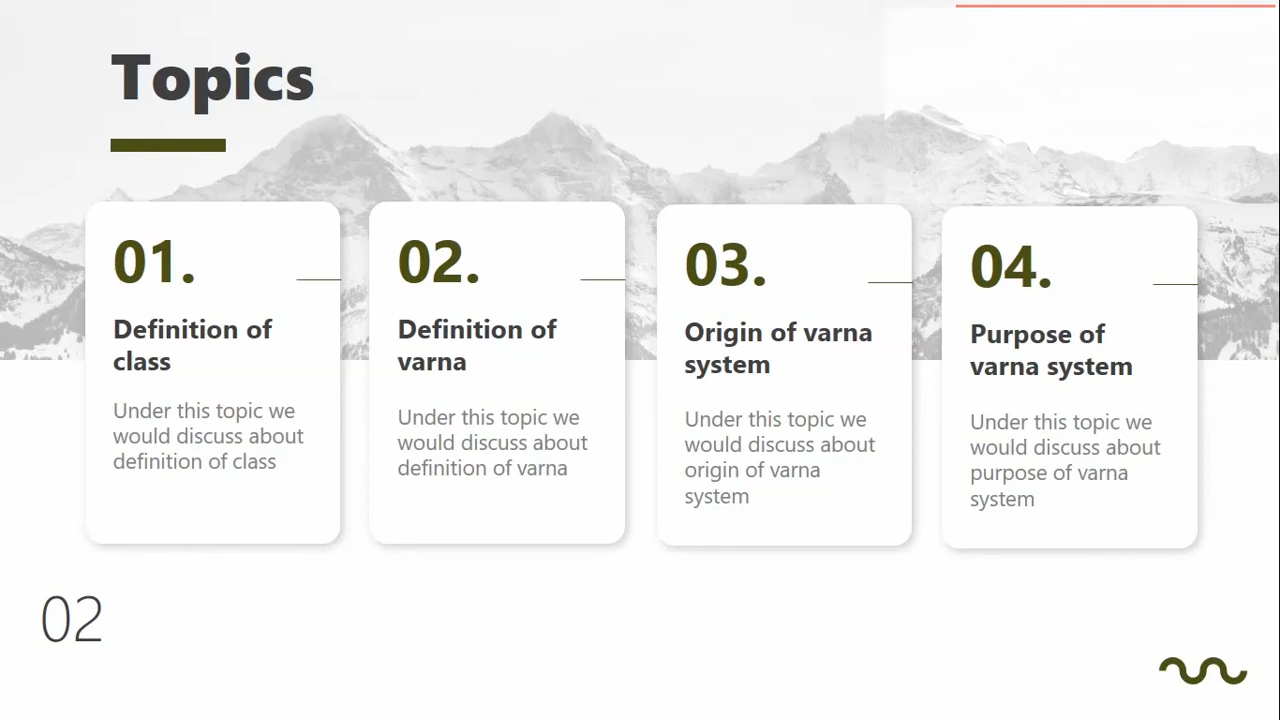 Topics
01.
Definition of
class
Under this topic we
would discuss about
definition of class
02.
Definition of
varna
Under this topic we
would discuss about
definition of varna
03.
Origin of varna
system
Under this topic we
would discuss about
origin of varna
system
04.
Purpose of
varna system
Under this topic we
would discuss about
purpose of varna
system
02